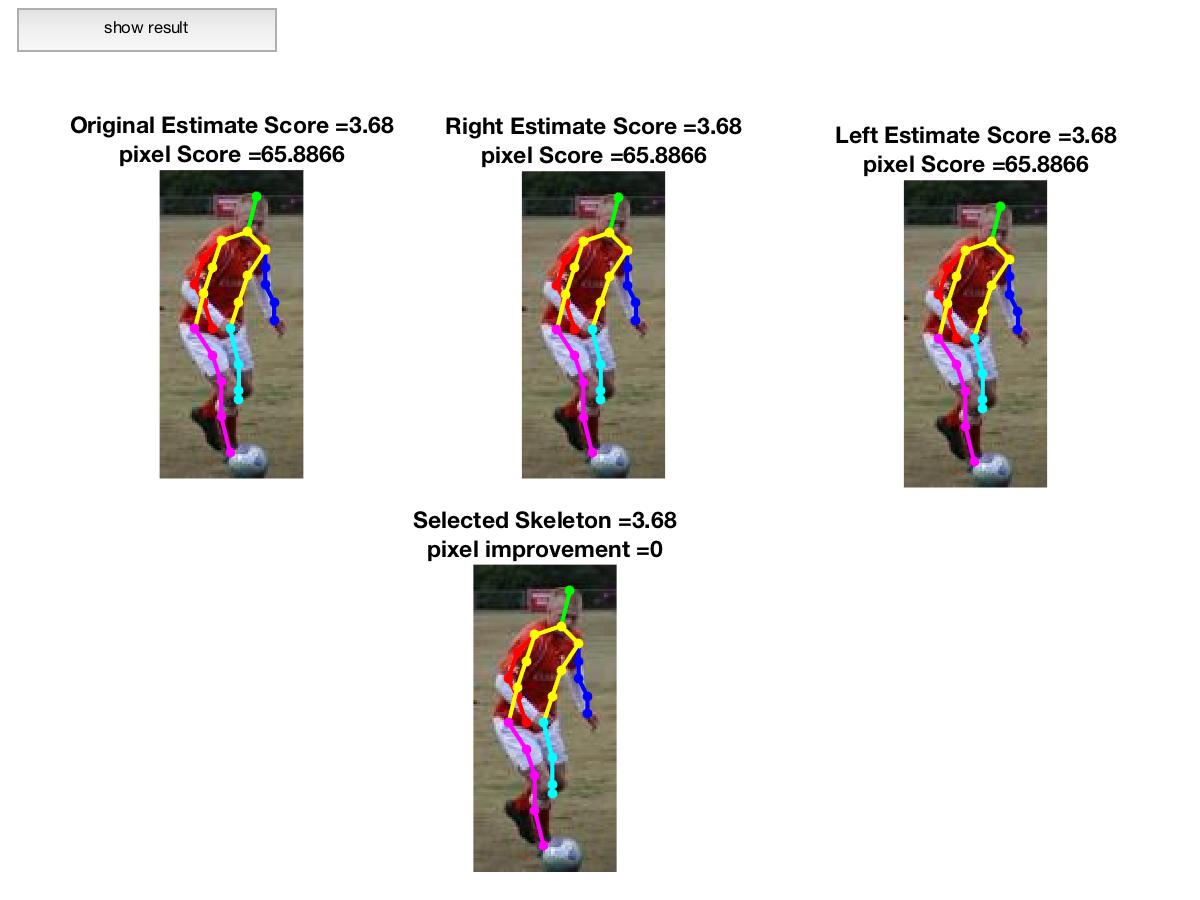 show result
Original Estimate Score =3.68
pixel Score =65.8866
Right Estimate Score =3.68
pixel Score =65.8866
Left Estimate Score =3.68
pixel Score =65.8866
Selected Skeleton =3.68
pixel improvement =0